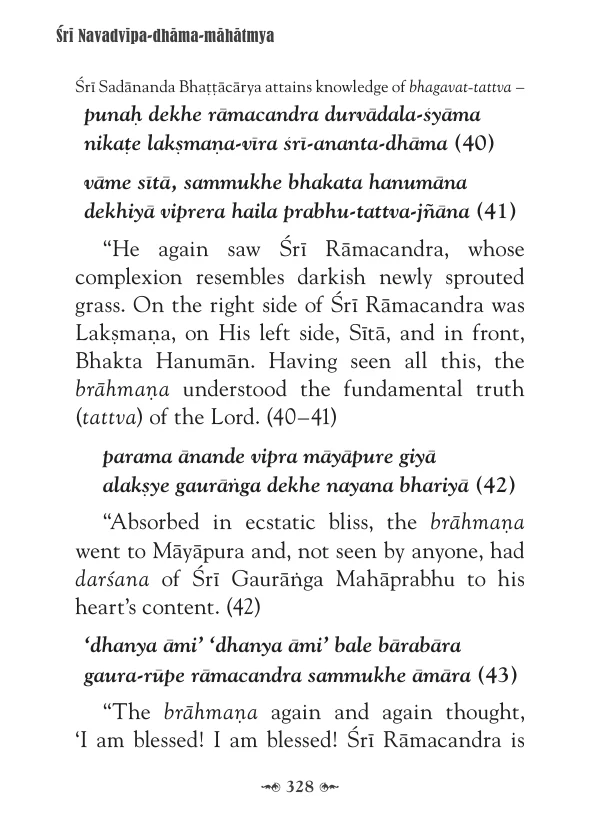 Śrī Navadvīpa-dhāma-māhātmya
Śrī Sadānanda Bhaṭṭācārya attains knowledge of bhagavat-tattva –
punaḥ dekhe rāmacandra durvādala-śyāma
nikaṭe lakṣmaṇa-vīra śrī-ananta-dhāma (40)
vāme sītā, sammukhe bhakata hanumāna
dekhiyā viprera haila prabhu-tattva-jñāna (41)
“He again saw Śrī Rāmacandra, whose
complexion resembles darkish newly sprouted
grass. On the right side of Śrī Rāmacandra was
Lakṣmaṇa, on His left side, Sītā, and in front,
Bhakta Hanumān. Having seen all this, the
brāhmaṇa understood the fundamental truth
(tattva) of the Lord. (40–41)
parama ānande vipra māyāpure giyā
alakṣye gaurāṅga dekhe nayana bhariyā (42)
“Absorbed in ecstatic bliss, the brāhmaṇa
went to Māyāpura and, not seen by anyone, had
darśana of Śrī Gaurāṅga Mahāprabhu to his
heart’s content. (42)
‘dhanya āmi’ ‘dhanya āmi’ bale bārabāra
gaura-rūpe rāmacandra sammukhe āmāra (43)
“The brāhmaṇa again and again thought,
‘I am blessed! I am blessed! Śrī Rāmacandra is
328